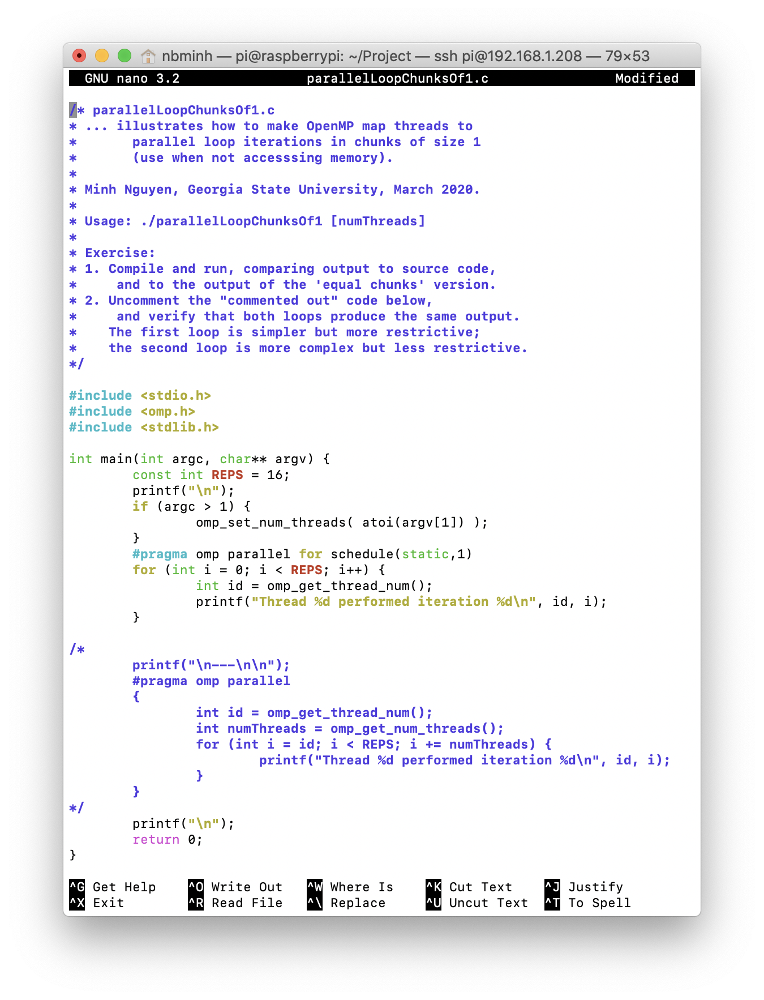 nbminh — pi@raspberrypi: ~/Project — ssh pi@192.168.1.208 — 79×53
GNU nano 3.2 parallelLoopChunksOf1.c Modified
/* parallelLoopChunksOf1.c
* ... illustrates how to make OpenMP map threads to
*       parallel loop iterations in chunks of size 1
*       (use when not accesssing memory).
*
* Minh Nguyen, Georgia State University, March 2020.
*
* Usage: ./parallelLoopChunksOf1 [numThreads]
*
* Exercise:
* 1. Compile and run, comparing output to source code,
*     and to the output of the 'equal chunks' version.
* 2. Uncomment the "commented out" code below,
*     and verify that both loops produce the same output.
*    The first loop is simpler but more restrictive;
*    the second loop is more complex but less restrictive.
*/
#include <stdio.h>
#include <omp.h>
#include <stdlib.h>
int main(int argc, char** argv) {
        const int REPS = 16;
        printf("\n");
        if (argc > 1) {
                omp_set_num_threads( atoi(argv[1]) );
        }
        #pragma omp parallel for schedule(static,1)
        for (int i = 0; i < REPS; i++) {
                int id = omp_get_thread_num();
                printf("Thread %d performed iteration %d\n", id, i);
        }
/*
        printf("\n---\n\n");
        #pragma omp parallel
        {
                int id = omp_get_thread_num();
                int numThreads = omp_get_num_threads();
                for (int i = id; i < REPS; i += numThreads) {
                        printf("Thread %d performed iteration %d\n", id, i);
                }
        }
*/
        printf("\n");
        return 0;
}
^G Get Help ^O Write Out ^W Where Is ^K Cut Text ^J Justify
^X Exit ^R Read File ^\ Replace ^U Uncut Text ^T To Spell